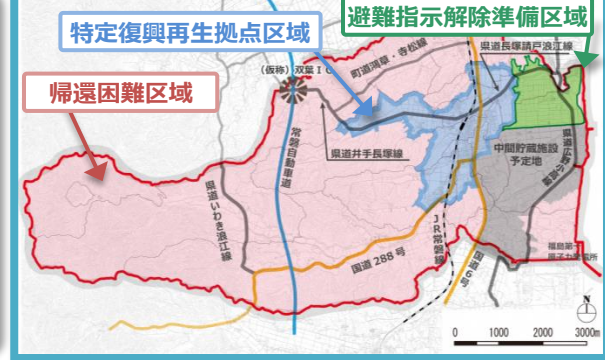 避難指示解除準備区域
特定復興再生拠点区域
県道長塚請戸浪江線
町道鴻草・寺松線
(仮称)双葉IC
帰還困難区域
常磐自動車道
県道井手長塚線
中間貯蔵施設
予定地
県道広野小高線
県道いわき浪江線
JR常磐線
国道288号
国道6号
福島第一
原子力発電所
N
0 1000 2000 3000m